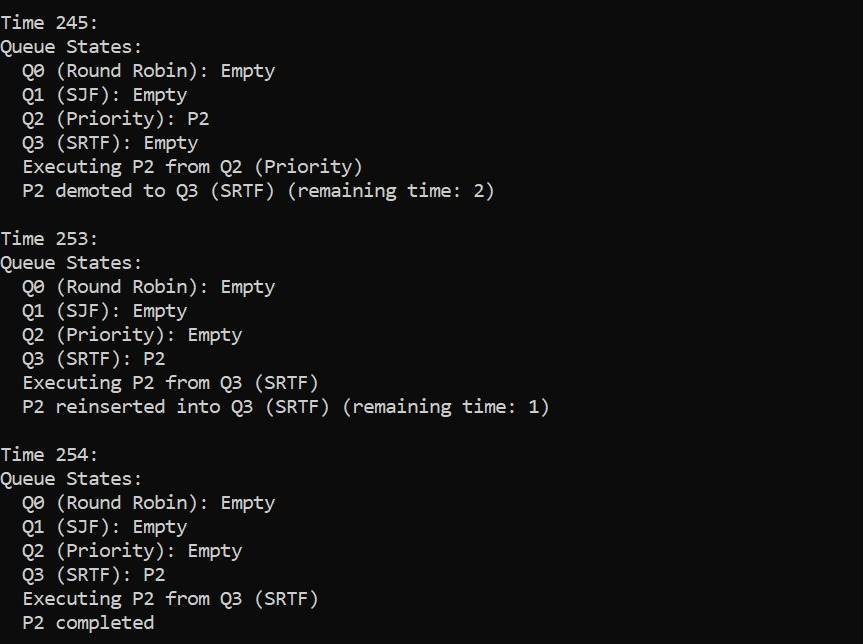 Time 245:
Queue States:
  Q0 (Round Robin): Empty
  Q1 (SJF): Empty
  Q2 (Priority): P2
  Q3 (SRTF): Empty
  Executing P2 from Q2 (Priority)
  P2 demoted to Q3 (SRTF) (remaining time: 2)

Time 253:
Queue States:
  Q0 (Round Robin): Empty
  Q1 (SJF): Empty
  Q2 (Priority): Empty
  Q3 (SRTF): P2
  Executing P2 from Q3 (SRTF)
  P2 reinserted into Q3 (SRTF) (remaining time: 1)

Time 254:
Queue States:
  Q0 (Round Robin): Empty
  Q1 (SJF): Empty
  Q2 (Priority): Empty
  Q3 (SRTF): P2
  Executing P2 from Q3 (SRTF)
  P2 completed